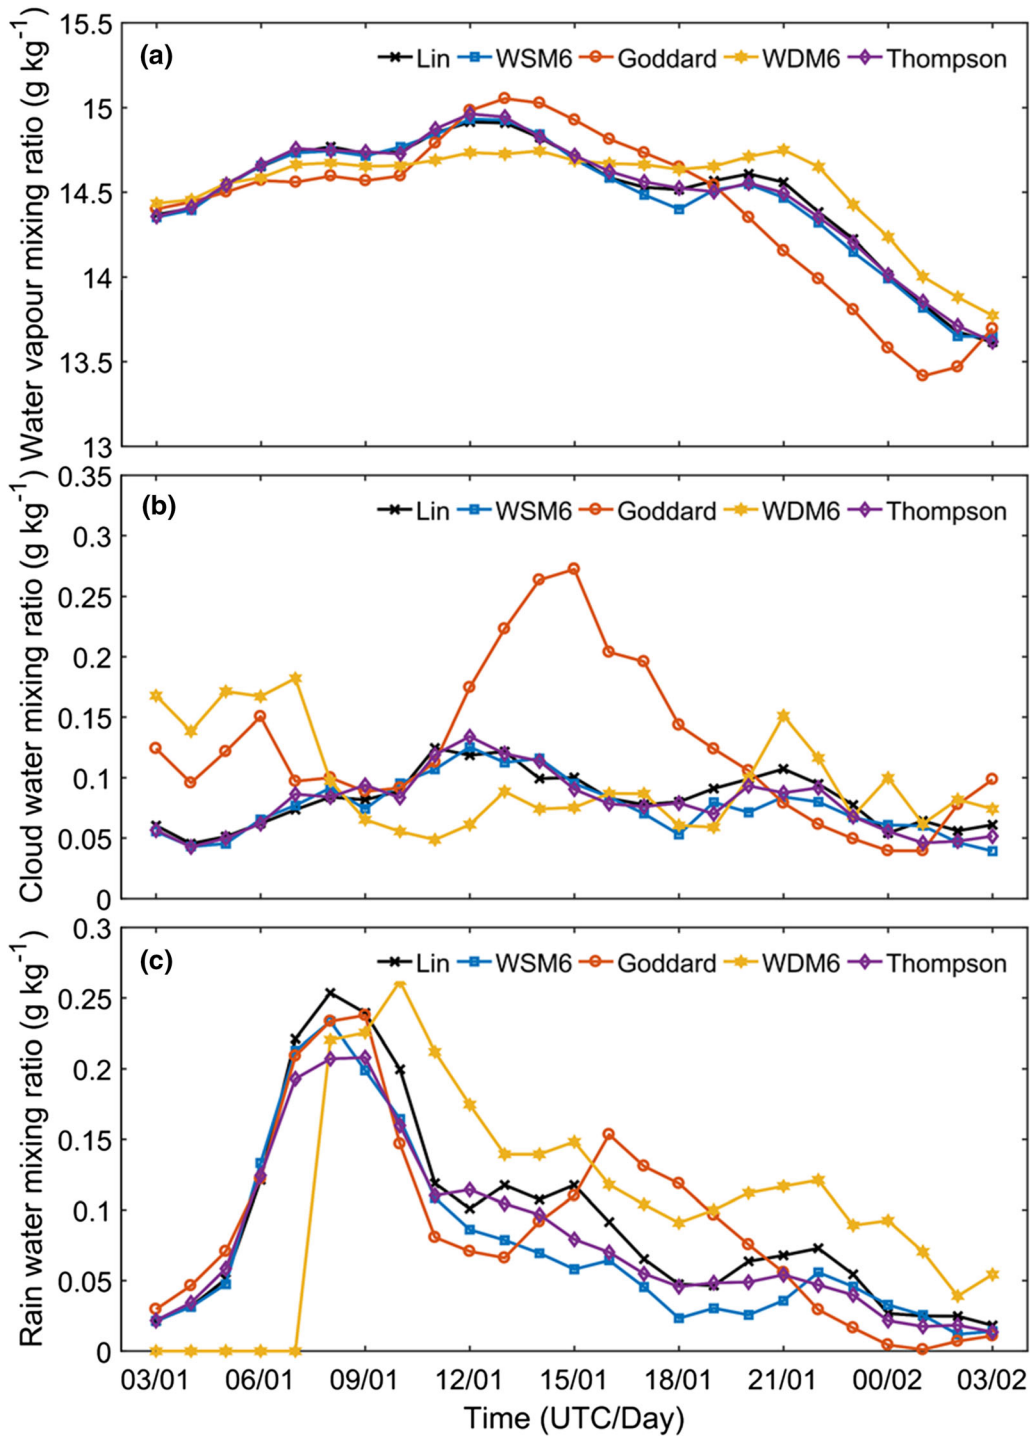 Water vapour mixing ratio (g kg⁻¹)
15.5
15
14.5
14
13.5
13
(a)
Lin WSM6 Goddard WDM6 Thompson
Cloud water mixing ratio (g kg⁻¹)
0.35
0.3
0.25
0.2
0.15
0.1
0.05
0
(b)
Lin WSM6 Goddard WDM6 Thompson
Rain water mixing ratio (g kg⁻¹)
0.3
0.25
0.2
0.15
0.1
0.05
0
(c)
Lin WSM6 Goddard WDM6 Thompson
03/01 06/01 09/01 12/01 15/01 18/01 21/01 00/02 03/02
Time (UTC/Day)